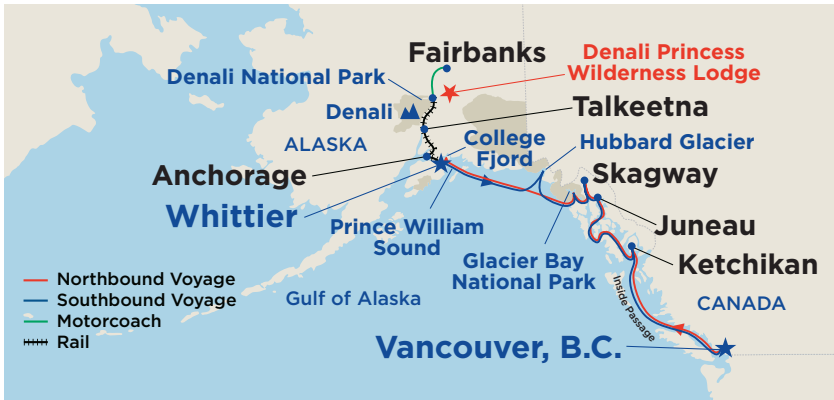 Fairbanks
Denali Princess
Wilderness Lodge
Denali National Park
Denali
Talkeetna
ALASKA
College
Fjord
Hubbard Glacier
Anchorage
Skagway
Whittier
Prince William
Sound
Juneau
Glacier Bay
National Park
Ketchikan
Northbound Voyage
Southbound Voyage
Motorcoach
Rail
Gulf of Alaska
Inside Passage
CANADA
Vancouver, B.C.